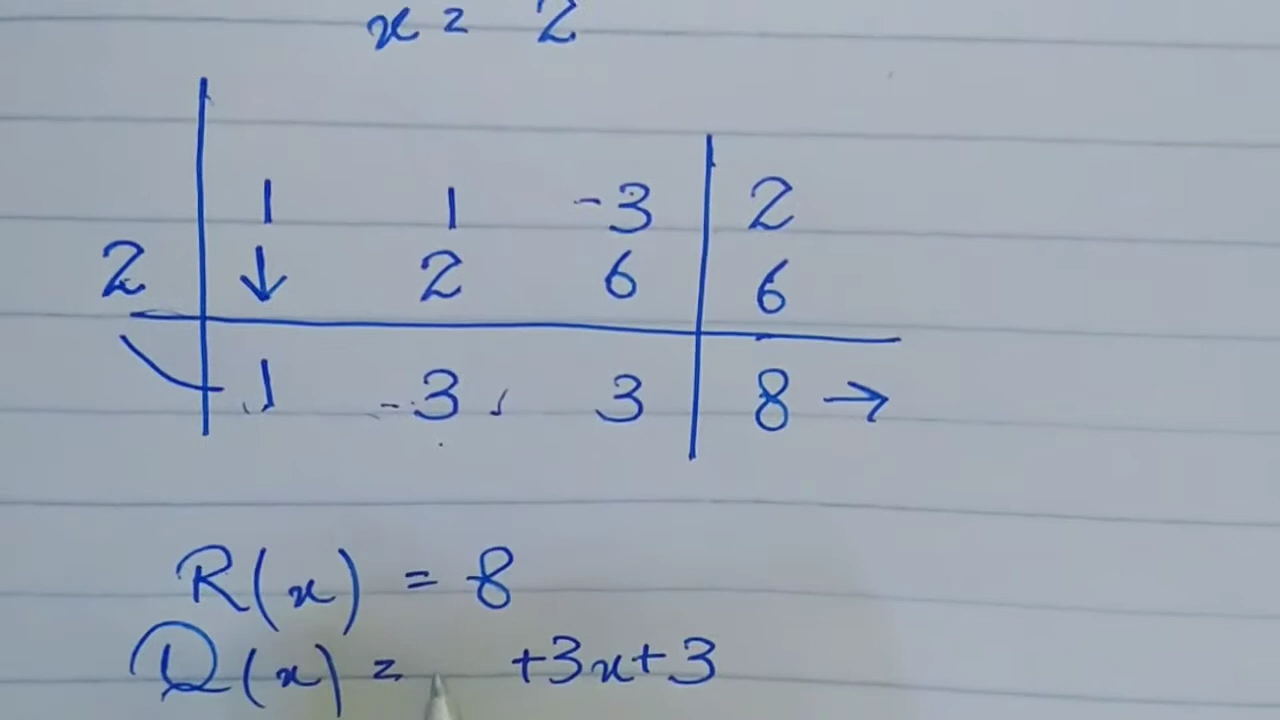 x = 2
1 1 -3 2
2 ↓ 2 6 6
1 -3 3 8 →
R(x) = 8
Q(x) = +3x+3